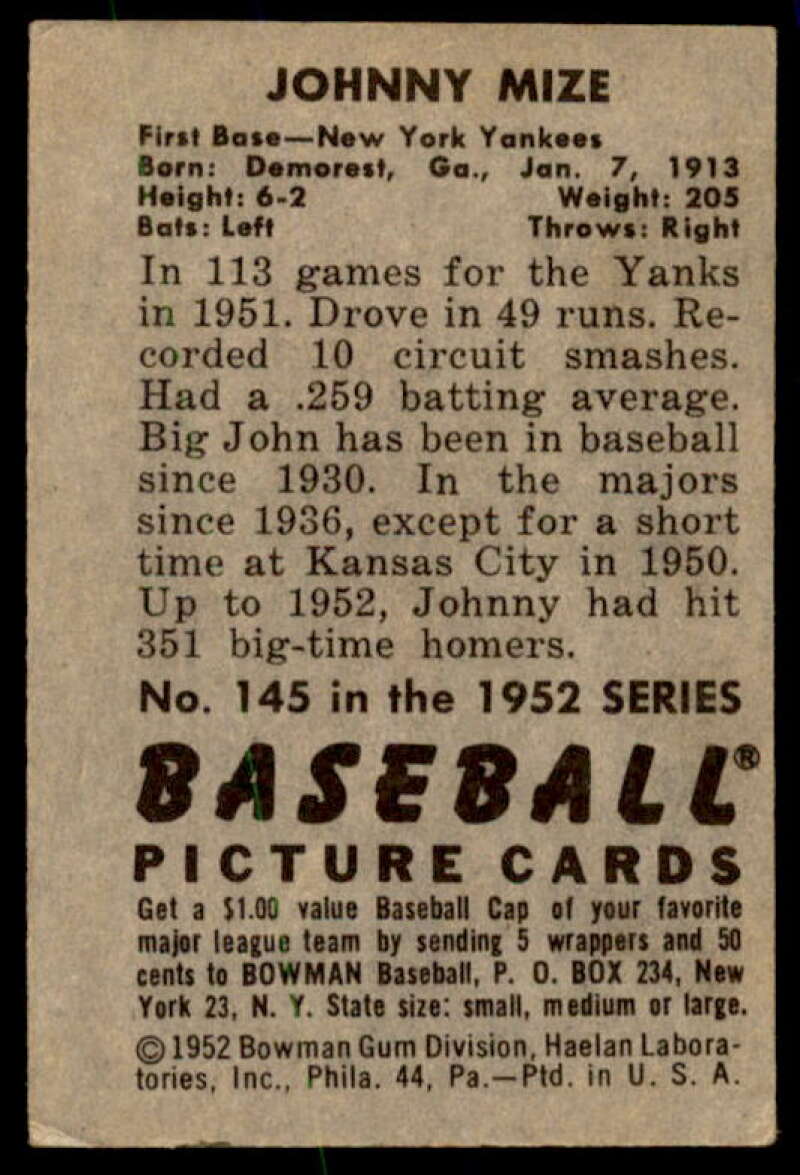 JOHNNY MIZE
First Base—New York Yankees
Born: Demorest, Ga., Jan. 7, 1913
Height: 6-2 Weight: 205
Bats: Left Throws: Right
In 113 games for the Yanks
in 1951. Drove in 49 runs. Re-
corded 10 circuit smashes.
Had a .259 batting average.
Big John has been in baseball
since 1930. In the majors
since 1936, except for a short
time at Kansas City in 1950.
Up to 1952, Johnny had hit
351 big-time homers.
No. 145 in the 1952 SERIES
BASEBALL®
PICTURE CARDS
Get a $1.00 value Baseball Cap of your favorite
major league team by sending 5 wrappers and 50
cents to BOWMAN Baseball, P. O. BOX 234, New
York 23, N. Y. State size: small, medium or large.
© 1952 Bowman Gum Division, Haelan Labora-
tories, Inc., Phila. 44, Pa.—Ptd. in U. S. A.